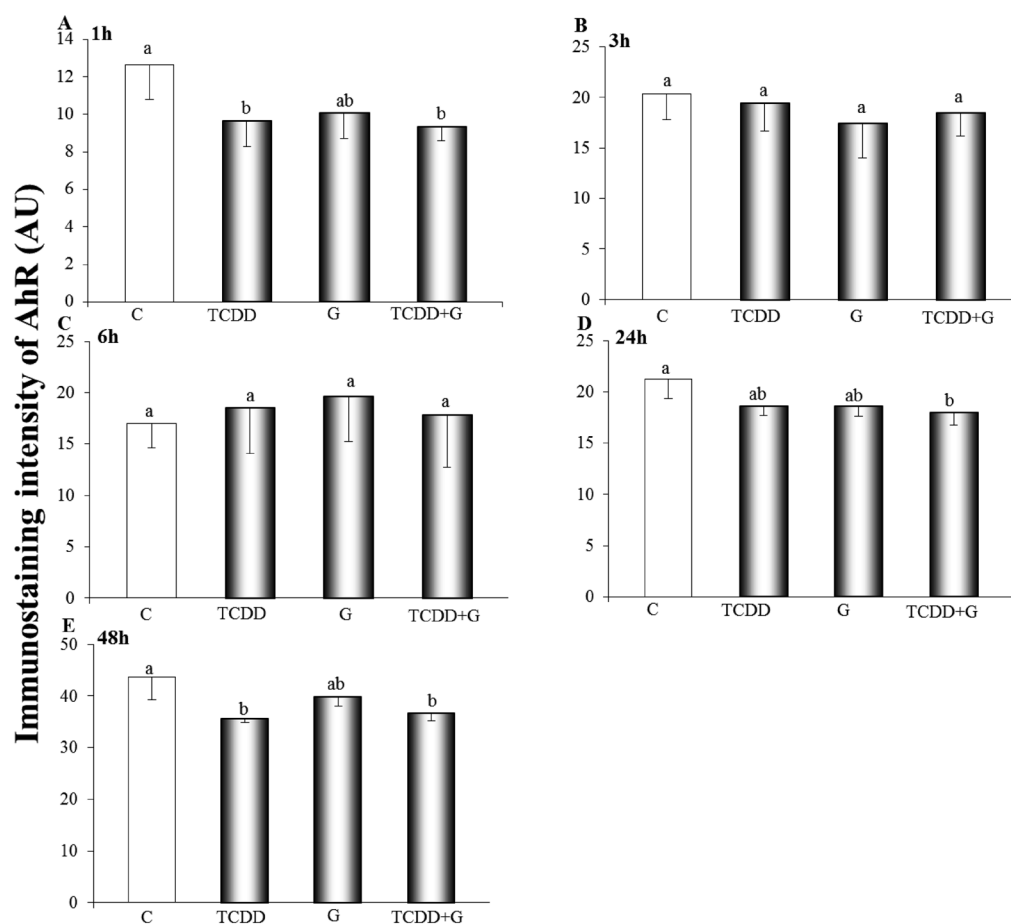 Immunostaining intensity of AhR (AU)
A
1h
14
12
10
8
6
4
2
0
a
b
ab
b
C
TCDD
G
TCDD+G
B
3h
25
20
15
10
5
0
a
a
a
a
C
TCDD
G
TCDD+G
C
6h
25
20
15
10
5
0
a
a
a
a
C
TCDD
G
TCDD+G
D
24h
25
20
15
10
5
0
a
ab
ab
b
C
TCDD
G
TCDD+G
E
48h
50
40
30
20
10
0
a
b
ab
b
C
TCDD
G
TCDD+G